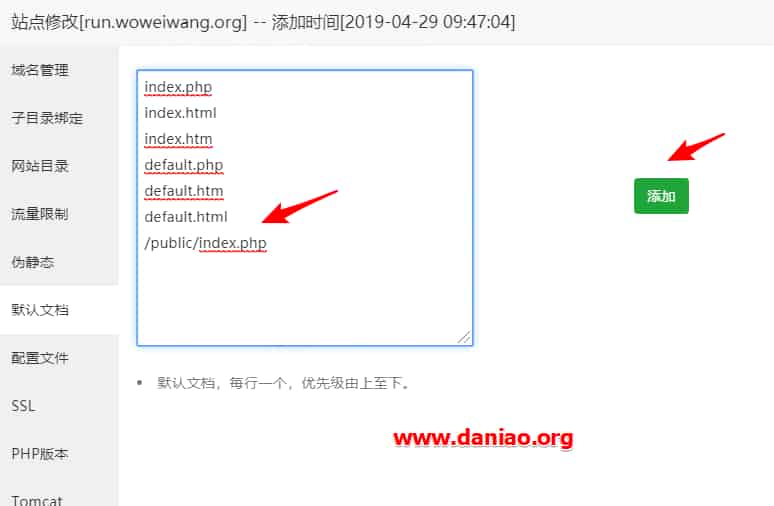 站点修改[run.woweiwang.org] -- 添加时间[2019-04-29 09:47:04]
域名管理
子目录绑定
网站目录
流量限制
伪静态
默认文档
配置文件
SSL
PHP版本
Tomcat
index.php
index.html
index.htm
default.php
default.htm
default.html
/public/index.php
添加
默认文档，每行一个，优先级由上至下。
www.daniao.org